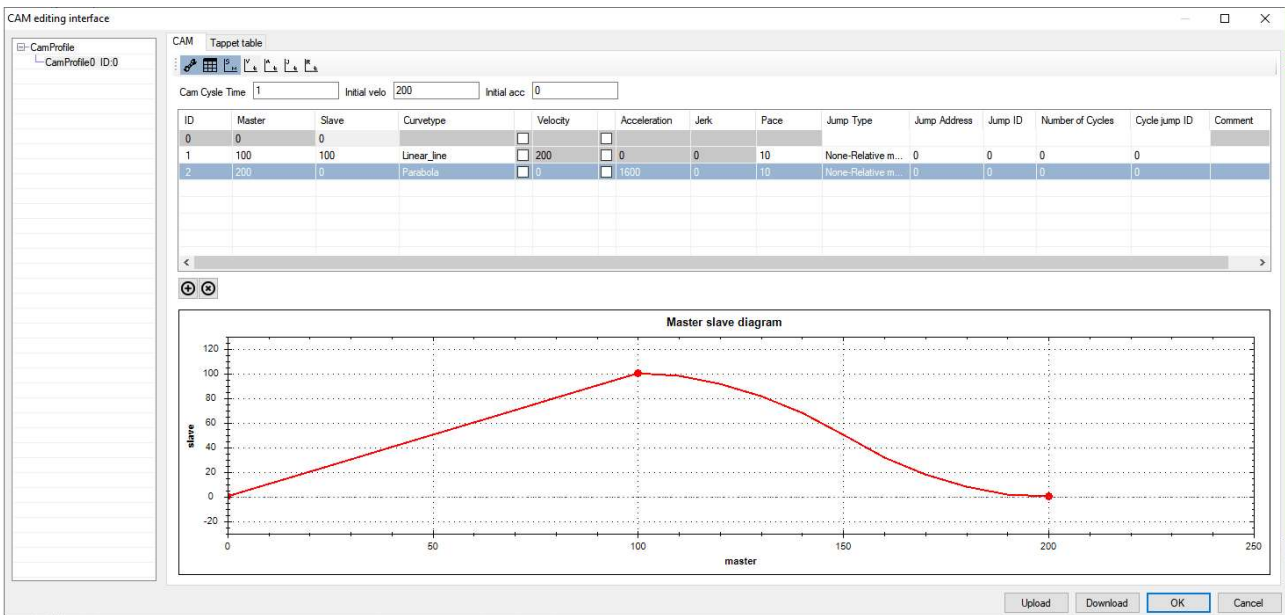 CAM editing interface
CamProfile
CamProfile0 ID:0
CAM Tappet table
Cam Cysle Time 1 Initial velo 200 Initial acc 0
ID Master Slave Curvetype Velocity Acceleration Jerk Pace Jump Type Jump Address Jump ID Number of Cycles Cycle jump ID Comment
0 0 0
1 100 100 Linear_line 200 0 0 10 None-Relative m... 0 0 0 0
2 200 0 Parabola 0 1600 0 10 None-Relative m... 0 0 0 0
Master slave diagram
120
100
80
60
40
20
0
-20
slave
0 50 100 150 200 250
master
Upload Download OK Cancel